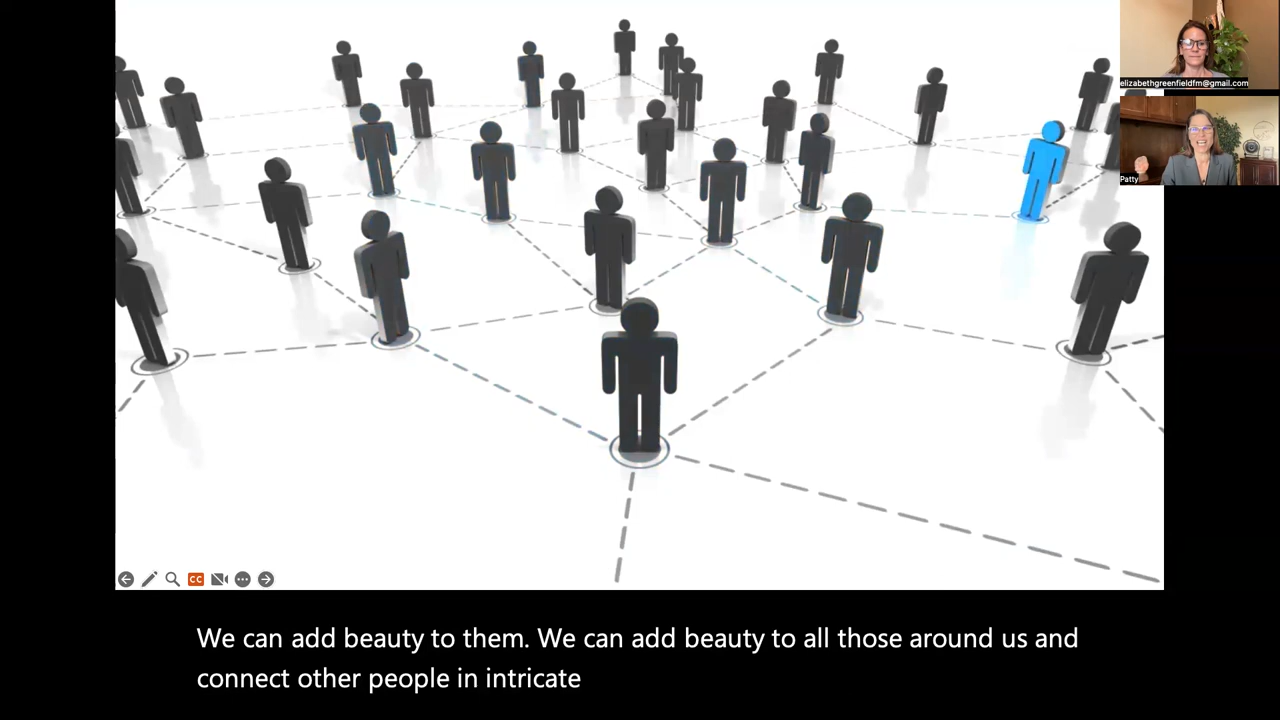 elizabethgreenfieldfm@gmail.com
Patty
CC
We can add beauty to them. We can add beauty to all those around us and
connect other people in intricate